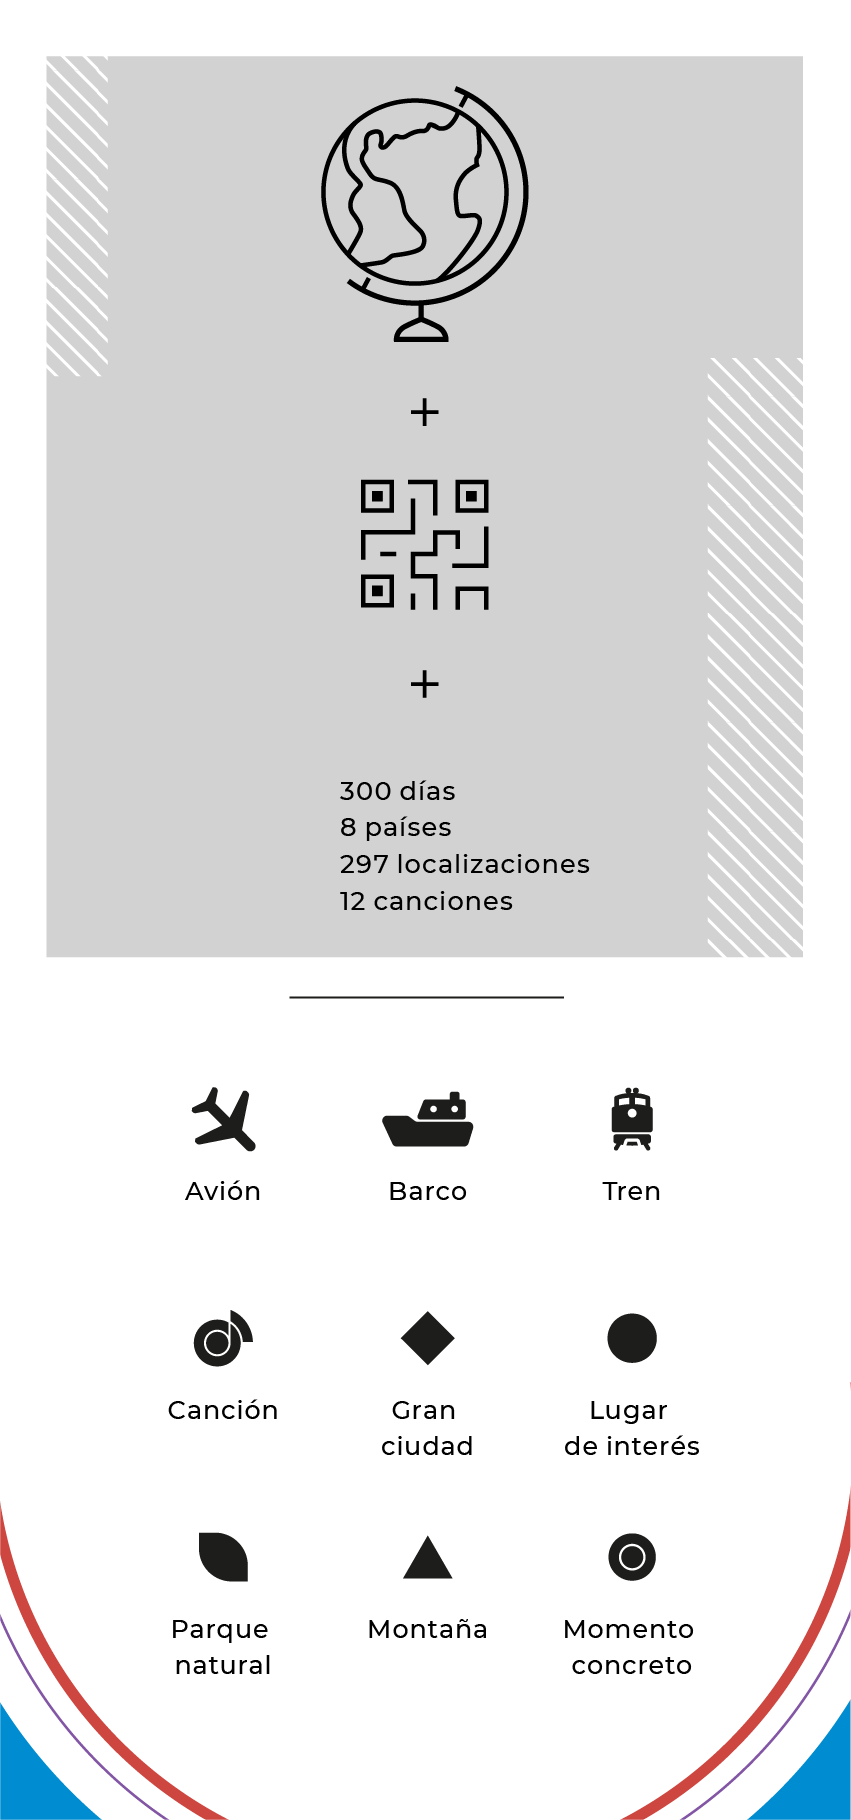 +
+
300 días
8 países
297 localizaciones
12 canciones
Avión
Barco
Tren
Canción
Gran
ciudad
Lugar
de interés
Parque
natural
Montaña
Momento
concreto